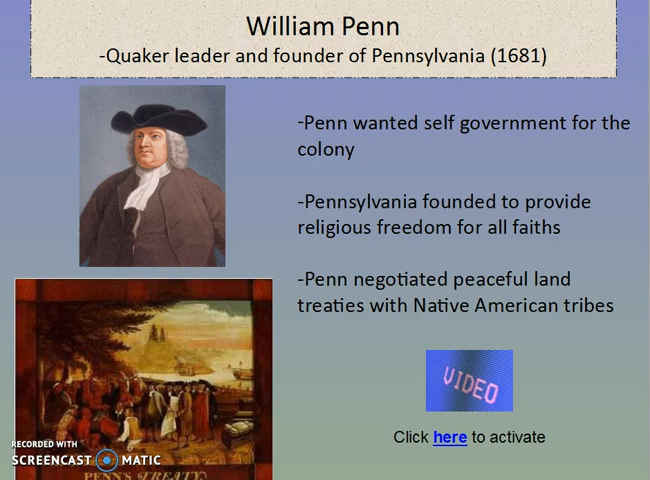 William Penn
-Quaker leader and founder of Pennsylvania (1681)
-Penn wanted self government for the
colony
-Pennsylvania founded to provide
religious freedom for all faiths
-Penn negotiated peaceful land
treaties with Native American tribes
VIDEO
Click here to activate
RECORDED WITH
SCREENCAST MATIC
PENN'S TREATY